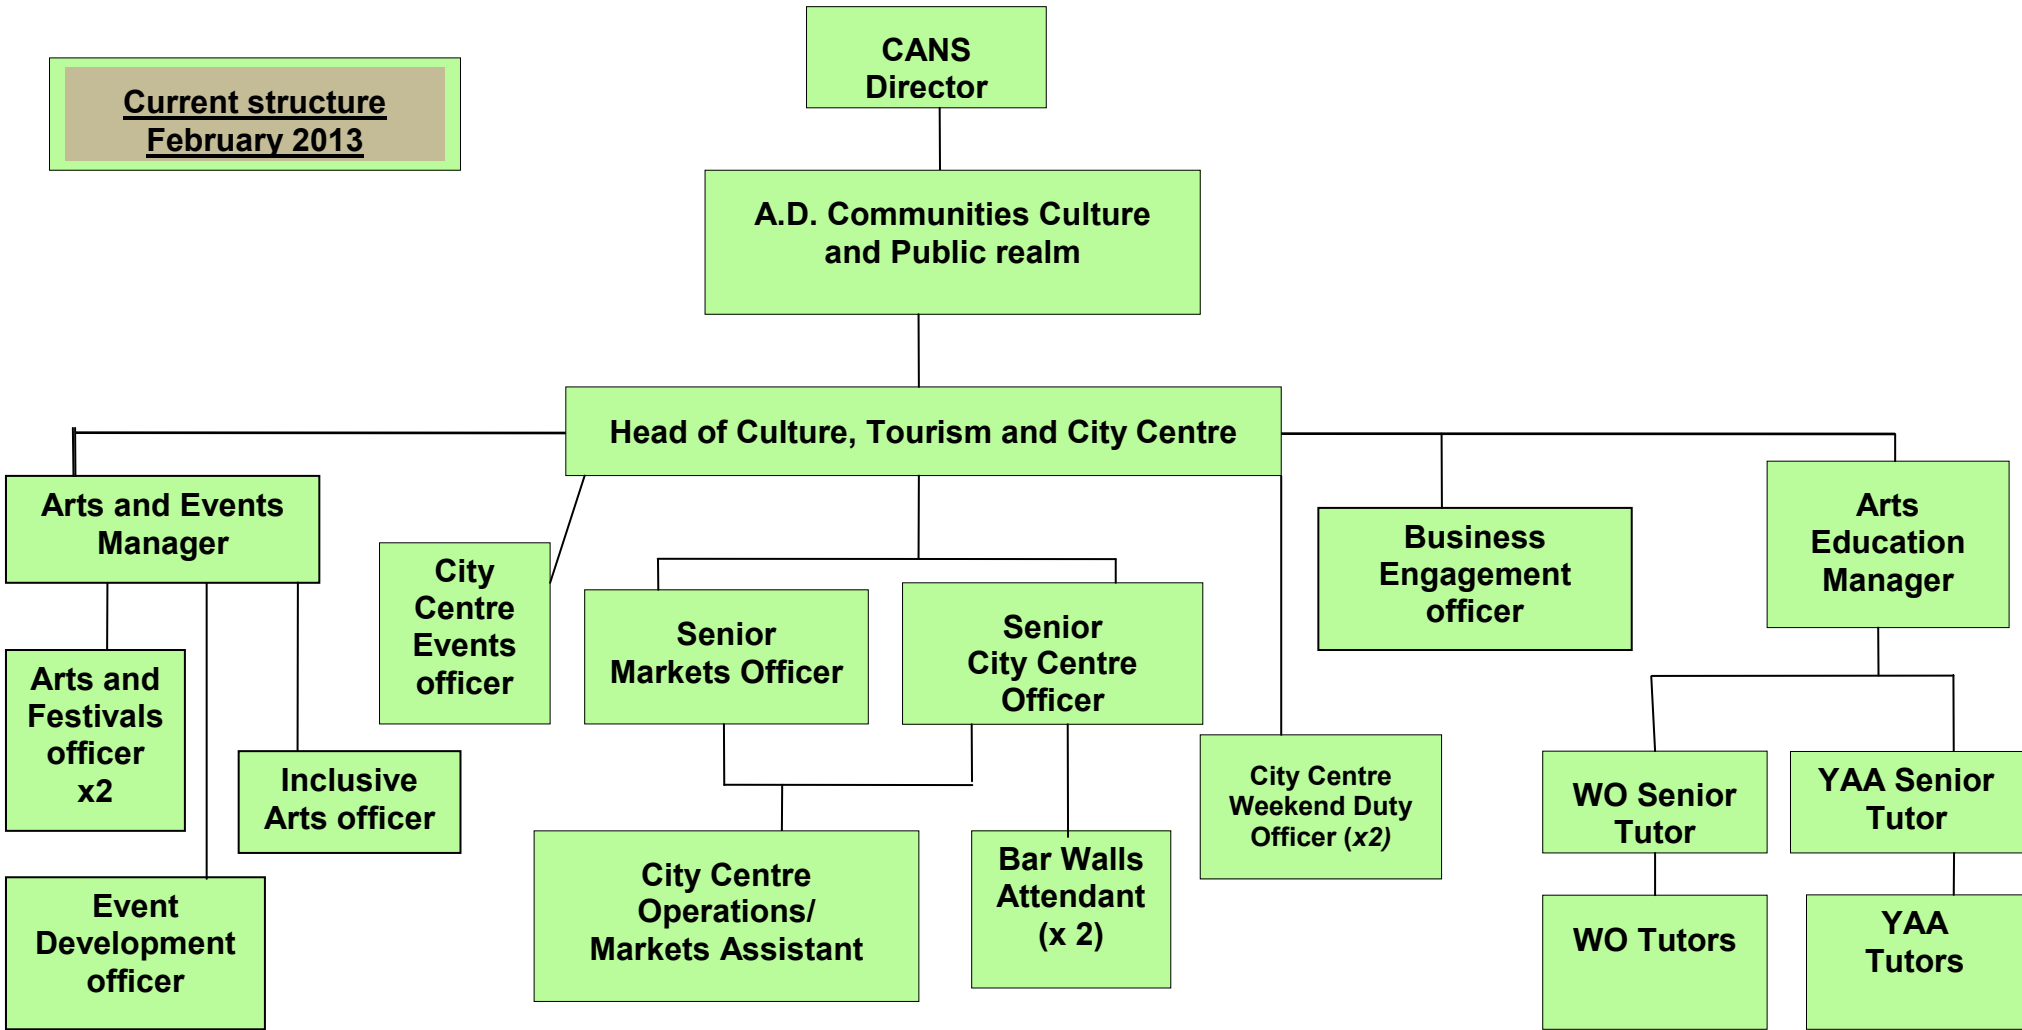 CANS
Director
Current structure
February 2013
A.D. Communities Culture
and Public realm
Head of Culture, Tourism and City Centre
Arts and Events
Manager
City
Centre
Events
officer
Senior
Markets Officer
Senior
City Centre
Officer
Business
Engagement
officer
Arts
Education
Manager
Arts and
Festivals
officer
x2
Inclusive
Arts officer
City Centre
Weekend Duty
Officer (x2)
WO Senior
Tutor
YAA Senior
Tutor
Event
Development
officer
City Centre
Operations/
Markets Assistant
Bar Walls
Attendant
(x 2)
WO Tutors
YAA
Tutors